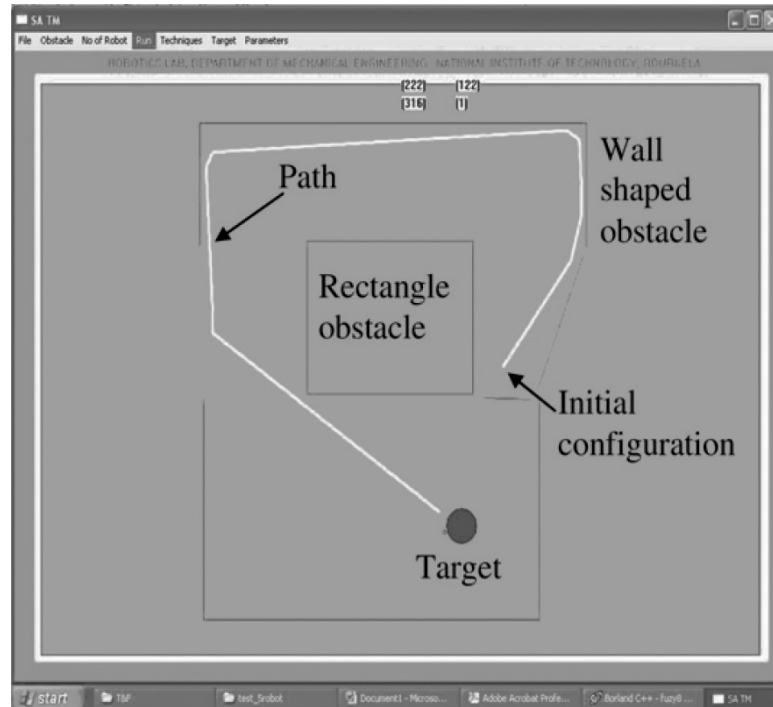 SA TM
File Obstacle No of Robot Run Techniques Target Parameters
ROBOTICS LAB, DEPARTMENT OF MECHANICAL ENGINEERING NATIONAL INSTITUTE OF TECHNOLOGY, ROURKELA
(222) (122)
(316) (1)
Wall
shaped
obstacle
Path
Rectangle
obstacle
Initial
configuration
Target
start T&P test_5robot Document1 - Microso... Adobe Acrobat Profe... Borland C++ - fuzy8 ... SA TM